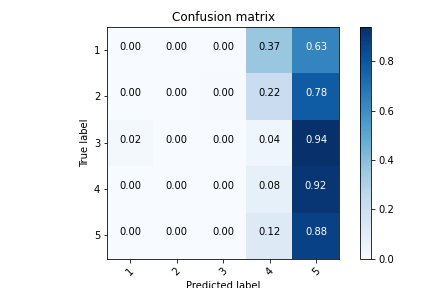 Confusion matrix
True label
1 0.00 0.00 0.00 0.37 0.63
2 0.00 0.00 0.00 0.22 0.78
3 0.02 0.00 0.00 0.04 0.94
4 0.00 0.00 0.00 0.08 0.92
5 0.00 0.00 0.00 0.12 0.88
1 2 3 4 5
Predicted label
0.8
0.6
0.4
0.2
0.0